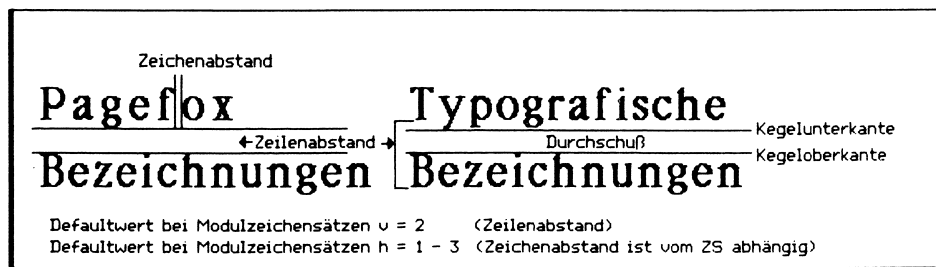 Zeichenabstand
Pagefox Typografische
Kegelunterkante
←Zeilenabstand→ Durchschuß
Kegeloberkante
Bezeichnungen Bezeichnungen
Defaultwert bei Modulzeichensätzen v = 2 (Zeilenabstand)
Defaultwert bei Modulzeichensätzen h = 1 - 3 (Zeichenabstand ist vom ZS abhängig)